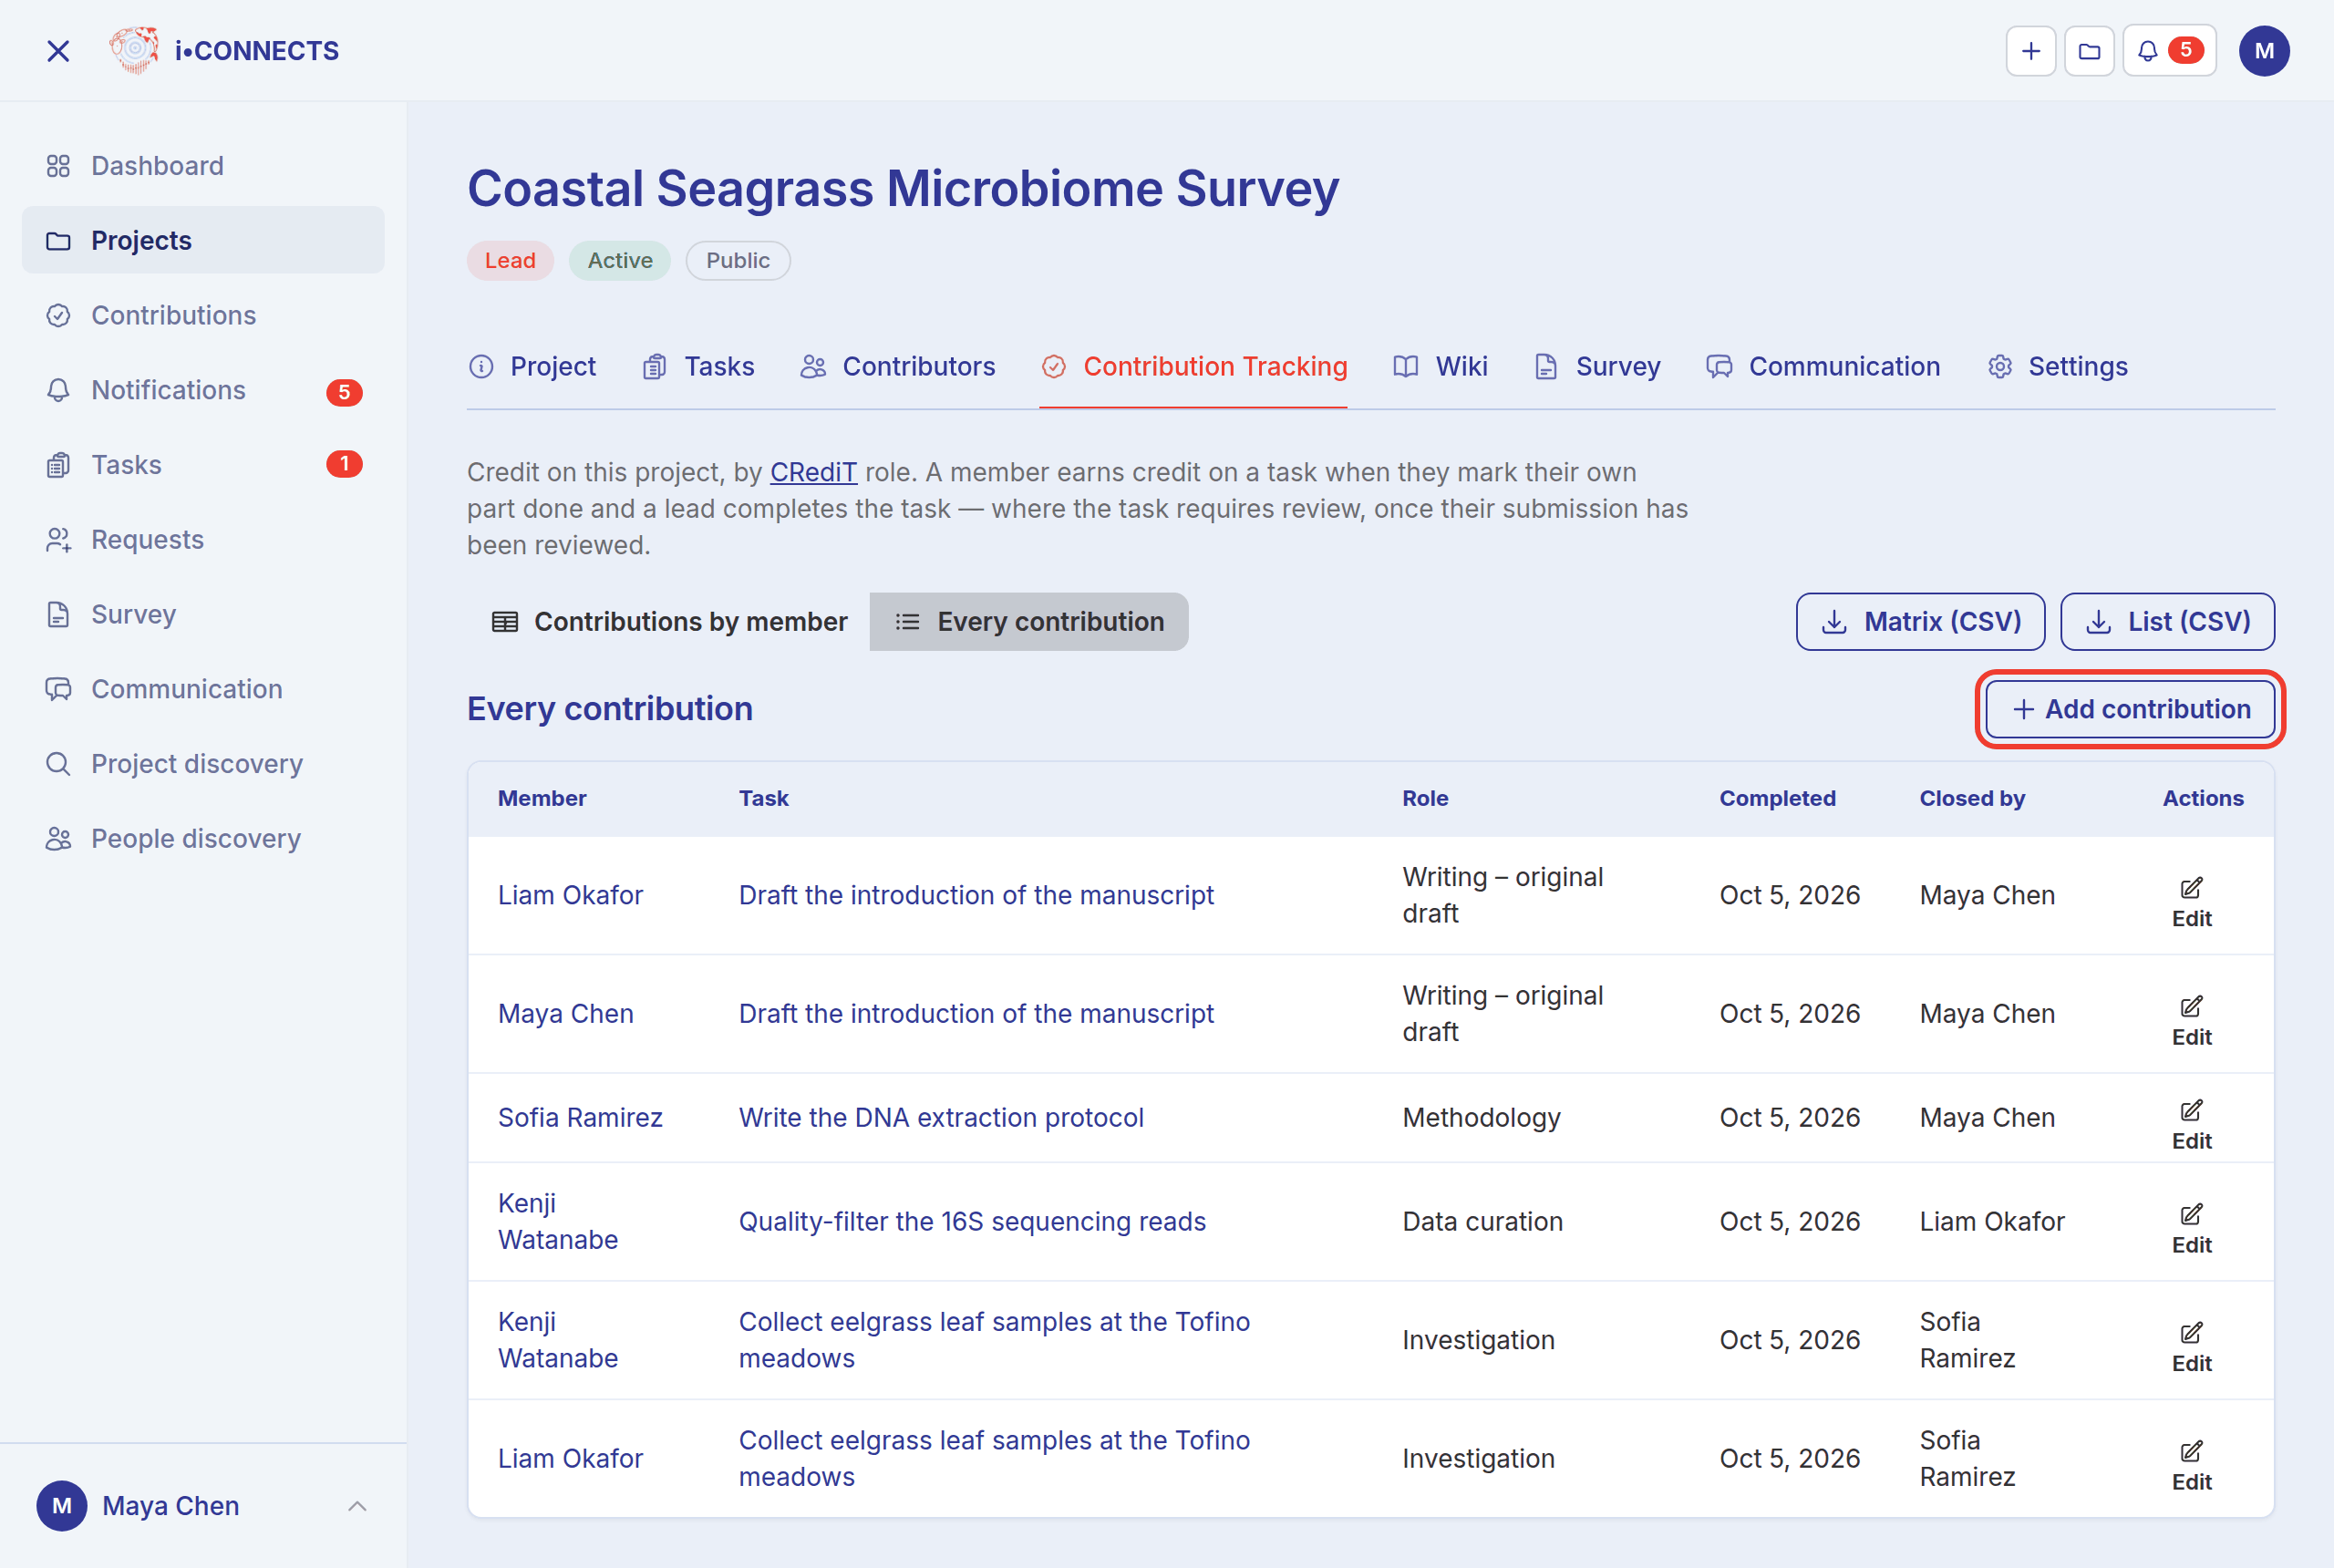 i•CONNECTS
5
M
Dashboard
Projects
Contributions
Notifications 5
Tasks 1
Requests
Survey
Communication
Project discovery
People discovery
M Maya Chen
Coastal Seagrass Microbiome Survey
Lead Active Public
Project Tasks Contributors Contribution Tracking Wiki Survey Communication Settings
Credit on this project, by CRediT role. A member earns credit on a task when they mark their own
part done and a lead completes the task — where the task requires review, once their submission has
been reviewed.
Contributions by member Every contribution Matrix (CSV) List (CSV)
Every contribution Add contribution
Member Task Role Completed Closed by Actions
Liam Okafor Draft the introduction of the manuscript Writing – original
draft Oct 5, 2026 Maya Chen Edit
Maya Chen Draft the introduction of the manuscript Writing – original
draft Oct 5, 2026 Maya Chen Edit
Sofia Ramirez Write the DNA extraction protocol Methodology Oct 5, 2026 Maya Chen Edit
Kenji
Watanabe Quality-filter the 16S sequencing reads Data curation Oct 5, 2026 Liam Okafor Edit
Kenji
Watanabe Collect eelgrass leaf samples at the Tofino
meadows Investigation Oct 5, 2026 Sofia
Ramirez Edit
Liam Okafor Collect eelgrass leaf samples at the Tofino
meadows Investigation Oct 5, 2026 Sofia
Ramirez Edit